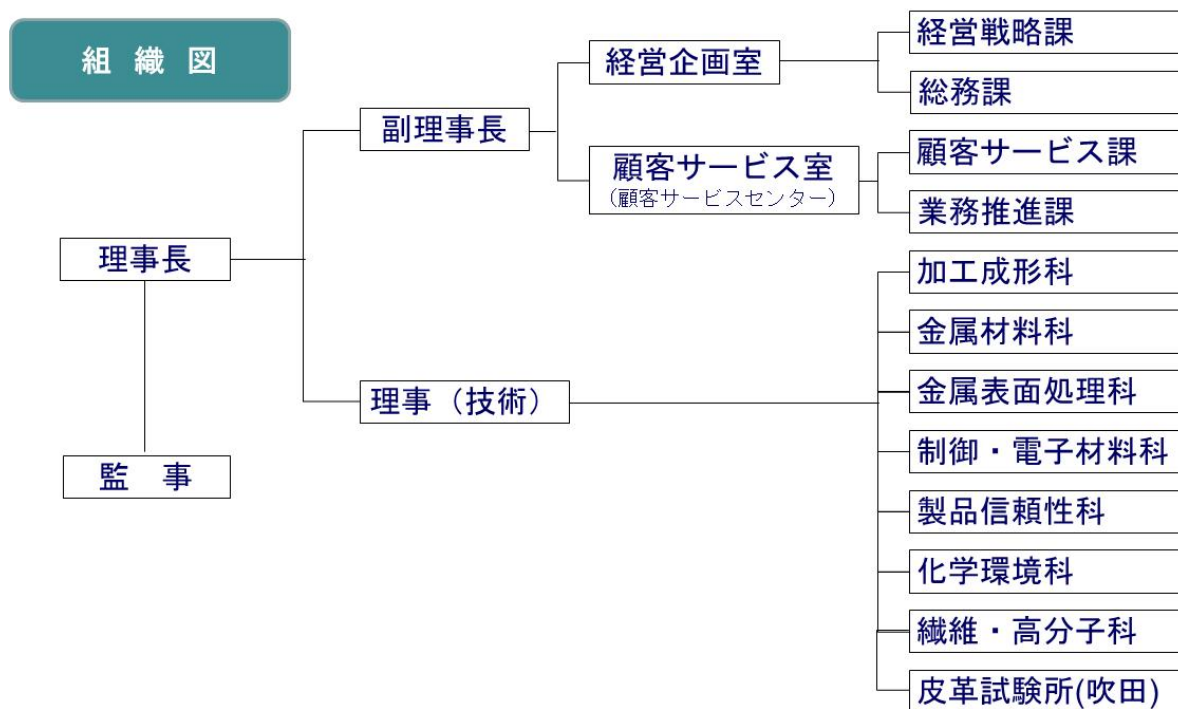 組 織 図
理事長
監　事
副理事長
理事（技術）
経営企画室
顧客サービス室
（顧客サービスセンター）
経営戦略課
総務課
顧客サービス課
業務推進課
加工成形科
金属材料科
金属表面処理科
制御・電子材料科
製品信頼性科
化学環境科
繊維・高分子科
皮革試験所(吹田)